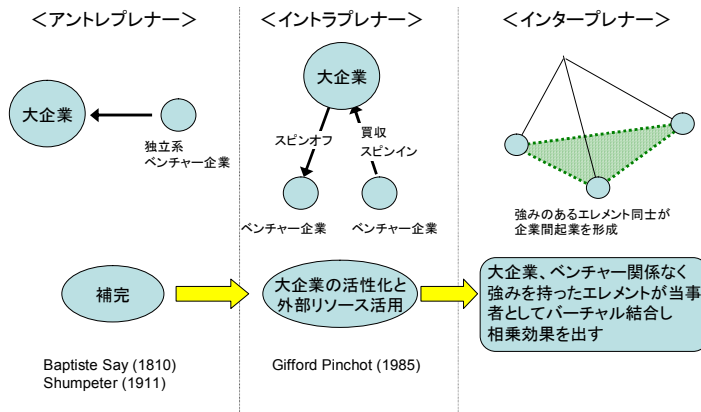 ＜アントレプレナー＞
大企業
独立系
ベンチャー企業
補完
Baptiste Say (1810)
Shumpeter (1911)
＜イントラプレナー＞
大企業
スピンオフ
買収
スピンイン
ベンチャー企業
ベンチャー企業
大企業の活性化と
外部リソース活用
Gifford Pinchot (1985)
＜インタープレナー＞
強みのあるエレメント同士が
企業間起業を形成
大企業、ベンチャー関係なく
強みを持ったエレメントが当事
者としてバーチャル結合し
相乗効果を出す